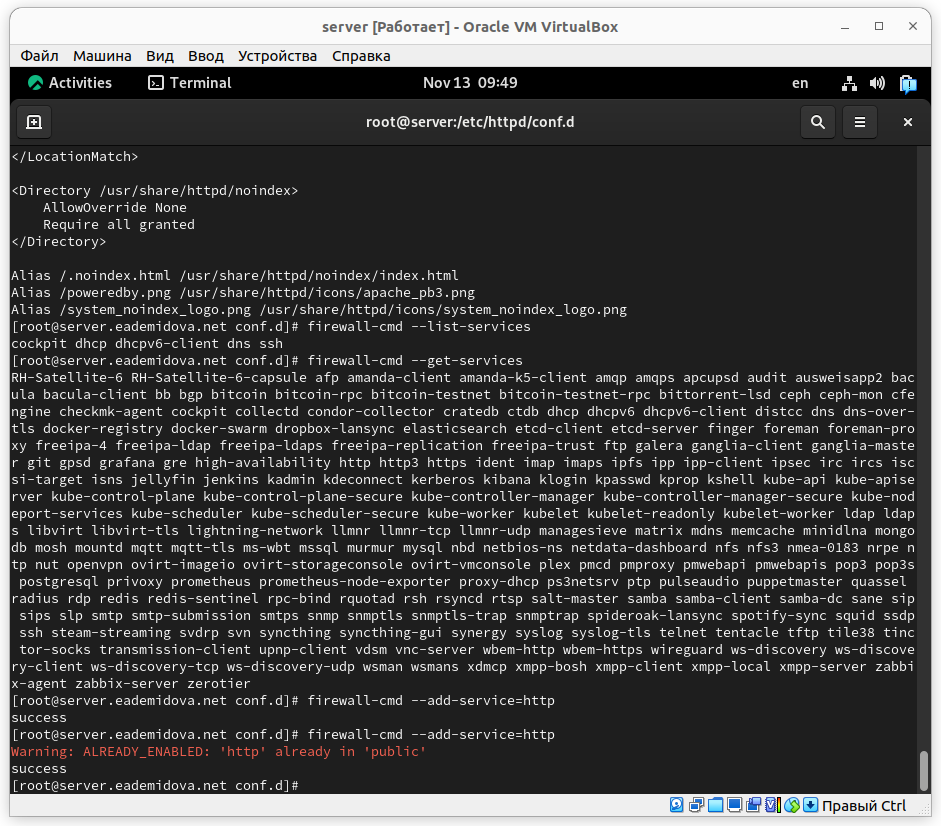 server [Работает] - Oracle VM VirtualBox
Файл Машина Вид Ввод Устройства Справка
Activities Terminal Nov 13 09:49 en
root@server:/etc/httpd/conf.d
</LocationMatch>
<Directory /usr/share/httpd/noindex>
    AllowOverride None
    Require all granted
</Directory>
Alias /.noindex.html /usr/share/httpd/noindex/index.html
Alias /poweredby.png /usr/share/httpd/icons/apache_pb3.png
Alias /system_noindex_logo.png /usr/share/httpd/icons/system_noindex_logo.png
[root@server.eademidova.net conf.d]# firewall-cmd --list-services
cockpit dhcp dhcpv6-client dns ssh
[root@server.eademidova.net conf.d]# firewall-cmd --get-services
RH-Satellite-6 RH-Satellite-6-capsule afp amanda-client amanda-k5-client amqp amqps apcupsd audit ausweisapp2 bac
ula bacula-client bb bgp bitcoin bitcoin-rpc bitcoin-testnet bitcoin-testnet-rpc bittorrent-lsd ceph ceph-mon cfe
ngine checkmk-agent cockpit collectd condor-collector cratedb ctdb dhcp dhcpv6 dhcpv6-client distcc dns dns-over-
tls docker-registry docker-swarm dropbox-lansync elasticsearch etcd-client etcd-server finger foreman foreman-pro
xy freeipa-4 freeipa-ldap freeipa-ldaps freeipa-replication freeipa-trust ftp galera ganglia-client ganglia-maste
r git gpsd grafana gre high-availability http http3 https ident imap imaps ipfs ipp ipp-client ipsec irc ircs isc
si-target isns jellyfin jenkins kadmin kdeconnect kerberos kibana klogin kpasswd kprop kshell kube-api kube-apise
rver kube-control-plane kube-control-plane-secure kube-controller-manager kube-controller-manager-secure kube-nod
eport-services kube-scheduler kube-scheduler-secure kube-worker kubelet kubelet-readonly kubelet-worker ldap ldap
s libvirt libvirt-tls lightning-network llmnr llmnr-tcp llmnr-udp managesieve matrix mdns memcache minidlna mongo
db mosh mountd mqtt mqtt-tls ms-wbt mssql murmur mysql nbd netbios-ns netdata-dashboard nfs nfs3 nmea-0183 nrpe n
tp nut openvpn ovirt-imageio ovirt-storageconsole ovirt-vmconsole plex pmcd pmproxy pmwebapi pmwebapis pop3 pop3s
 postgresql privoxy prometheus prometheus-node-exporter proxy-dhcp ps3netsrv ptp pulseaudio puppetmaster quassel
radius rdp redis redis-sentinel rpc-bind rquotad rsh rsyncd rtsp salt-master samba samba-client samba-dc sane sip
 sips slp smtp smtp-submission smtps snmp snmptls snmptls-trap snmptrap spideroak-lansync spotify-sync squid ssdp
 ssh steam-streaming svdrp svn syncthing syncthing-gui synergy syslog syslog-tls telnet tentacle tftp tile38 tinc
 tor-socks transmission-client upnp-client vdsm vnc-server wbem-http wbem-https wireguard ws-discovery ws-discove
ry-client ws-discovery-tcp ws-discovery-udp wsman wsmans xdmcp xmpp-bosh xmpp-client xmpp-local xmpp-server zabbi
x-agent zabbix-server zerotier
[root@server.eademidova.net conf.d]# firewall-cmd --add-service=http
success
[root@server.eademidova.net conf.d]# firewall-cmd --add-service=http
Warning: ALREADY_ENABLED: 'http' already in 'public'
success
[root@server.eademidova.net conf.d]#
Правый Ctrl